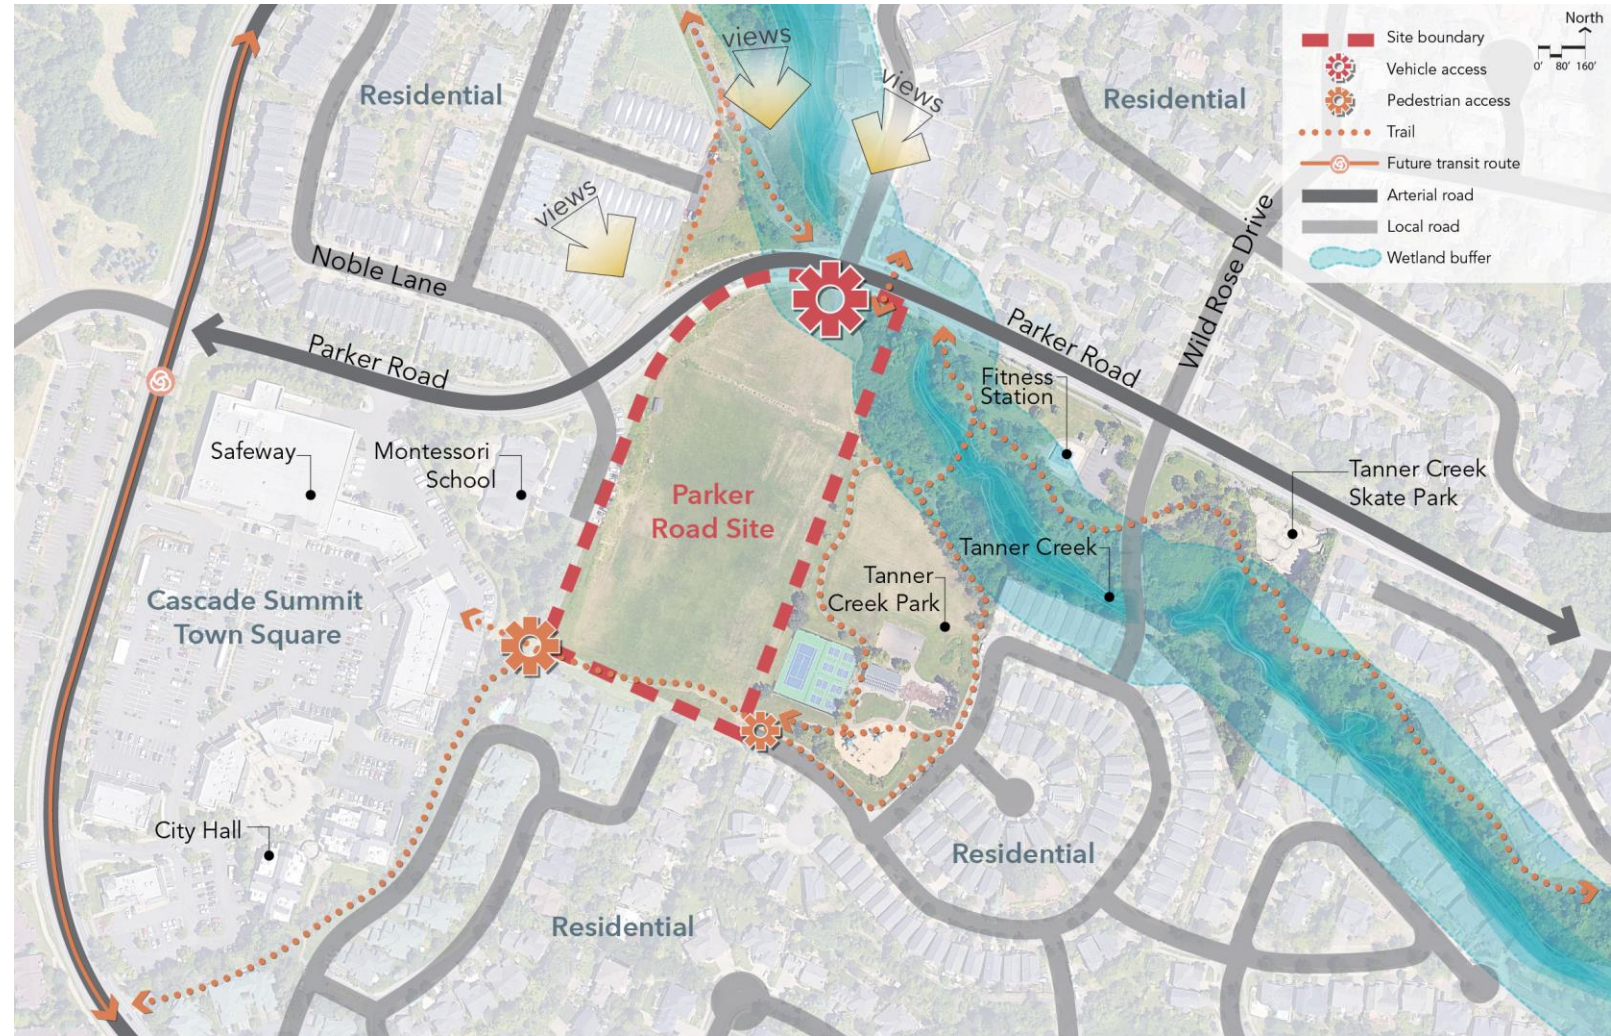 views
views
views
Residential
Residential
Site boundary
Vehicle access
Pedestrian access
Trail
Future transit route
Arterial road
Local road
Wetland buffer
North
0' 80' 160'
Noble Lane
Parker Road
Parker Road
Wild Rose Drive
Fitness
Station
Safeway
Montessori
School
Parker
Road Site
Tanner Creek
Skate Park
Tanner Creek
Tanner
Creek Park
Cascade Summit
Town Square
City Hall
Residential
Residential